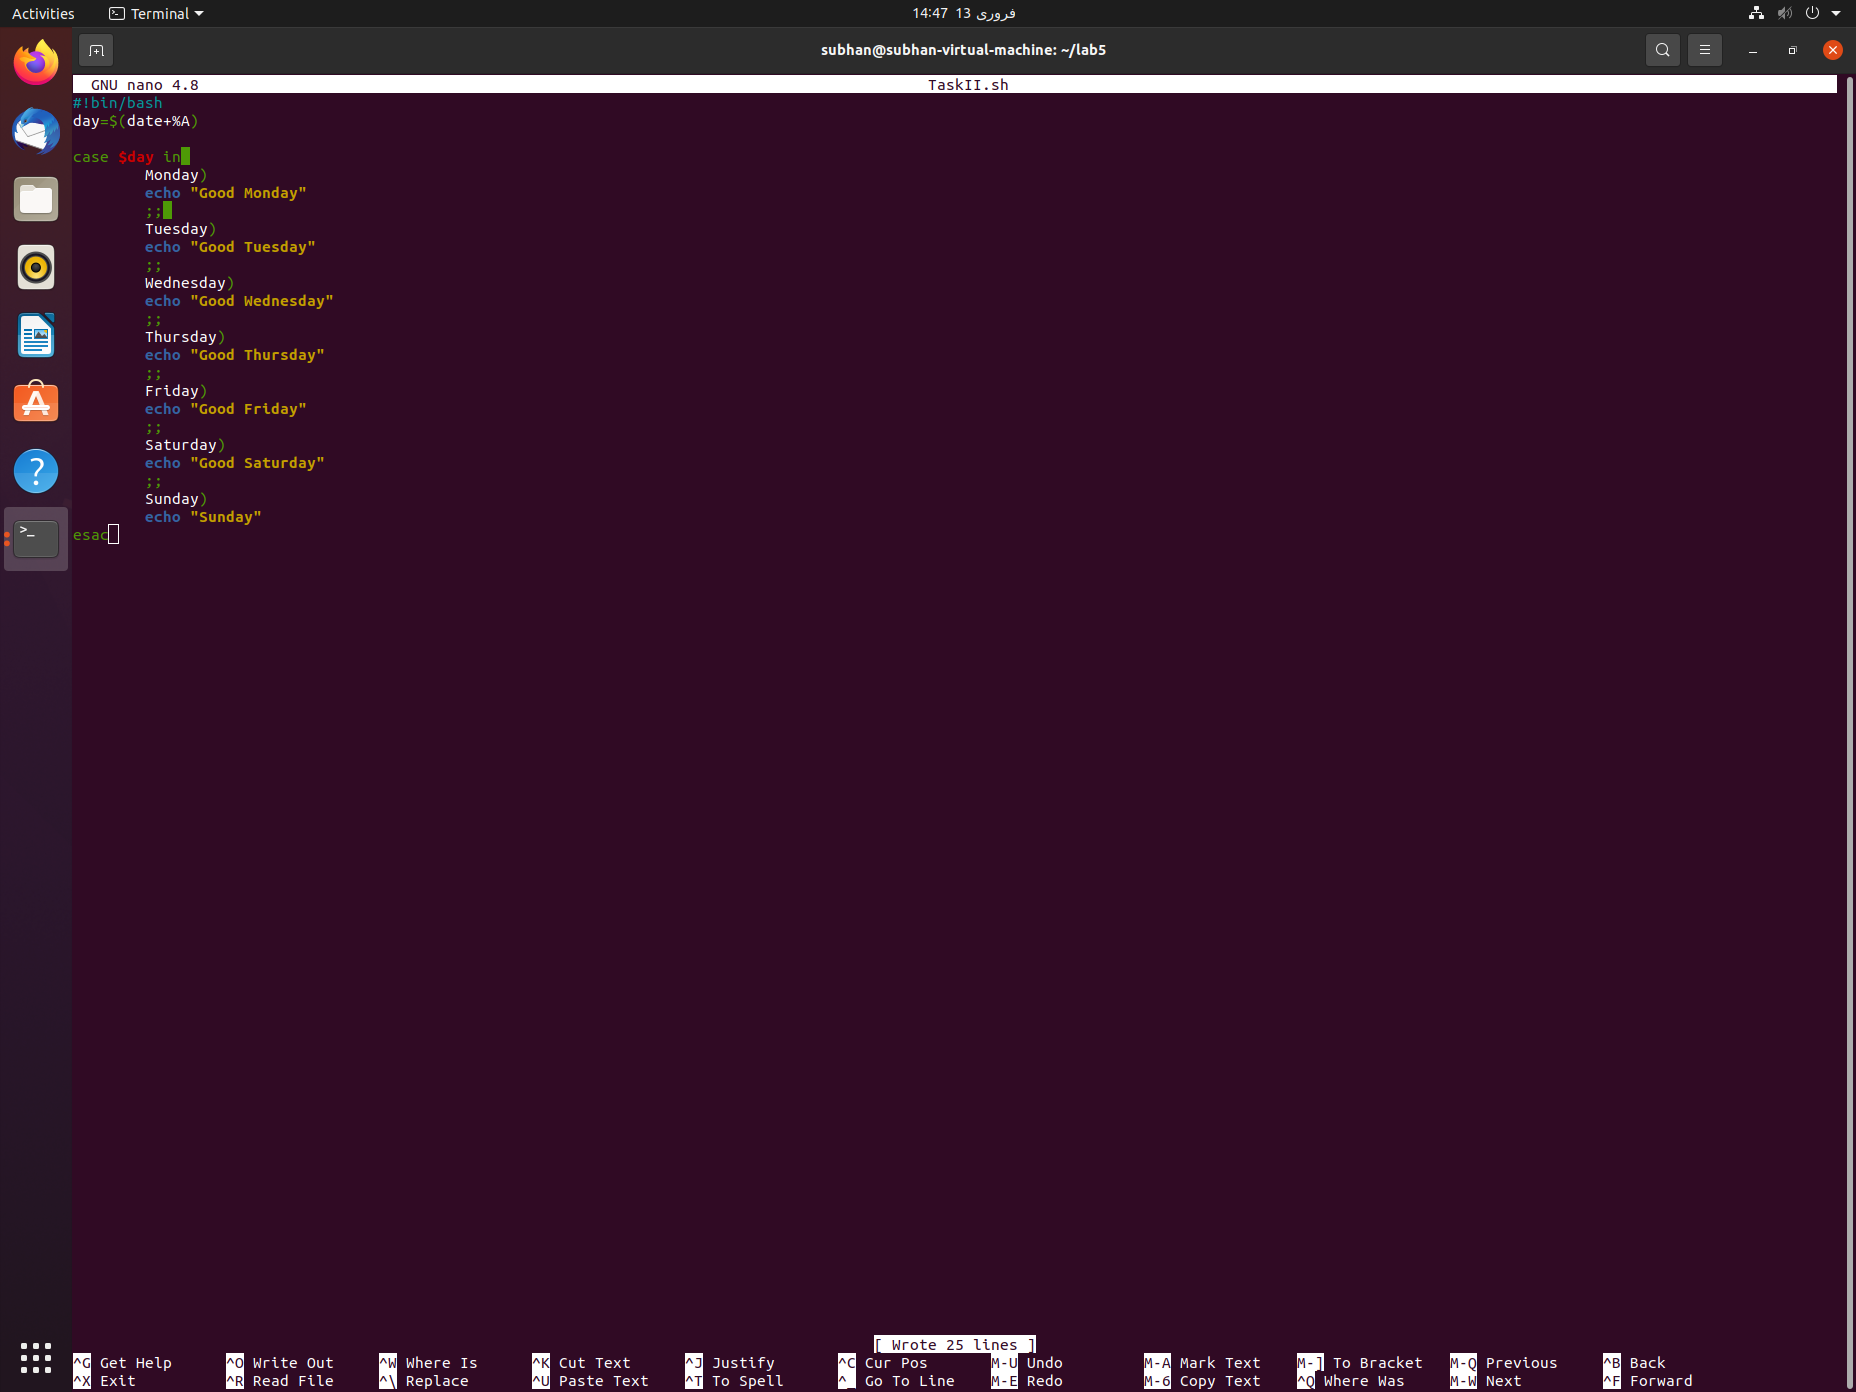 Activities Terminal 14:47 13 فروری
subhan@subhan-virtual-machine: ~/lab5
GNU nano 4.8 TaskII.sh
#!bin/bash
day=$(date+%A)
case $day in
Monday)
echo "Good Monday"
;;
Tuesday)
echo "Good Tuesday"
;;
Wednesday)
echo "Good Wednesday"
;;
Thursday)
echo "Good Thursday"
;;
Friday)
echo "Good Friday"
;;
Saturday)
echo "Good Saturday"
;;
Sunday)
echo "Sunday"
esac
[ Wrote 25 lines ]
^G Get Help ^O Write Out ^W Where Is ^K Cut Text ^J Justify ^C Cur Pos M-U Undo M-A Mark Text M-] To Bracket M-Q Previous ^B Back
^X Exit ^R Read File ^\ Replace ^U Paste Text ^T To Spell ^_ Go To Line M-E Redo M-6 Copy Text ^Q Where Was M-W Next ^F Forward